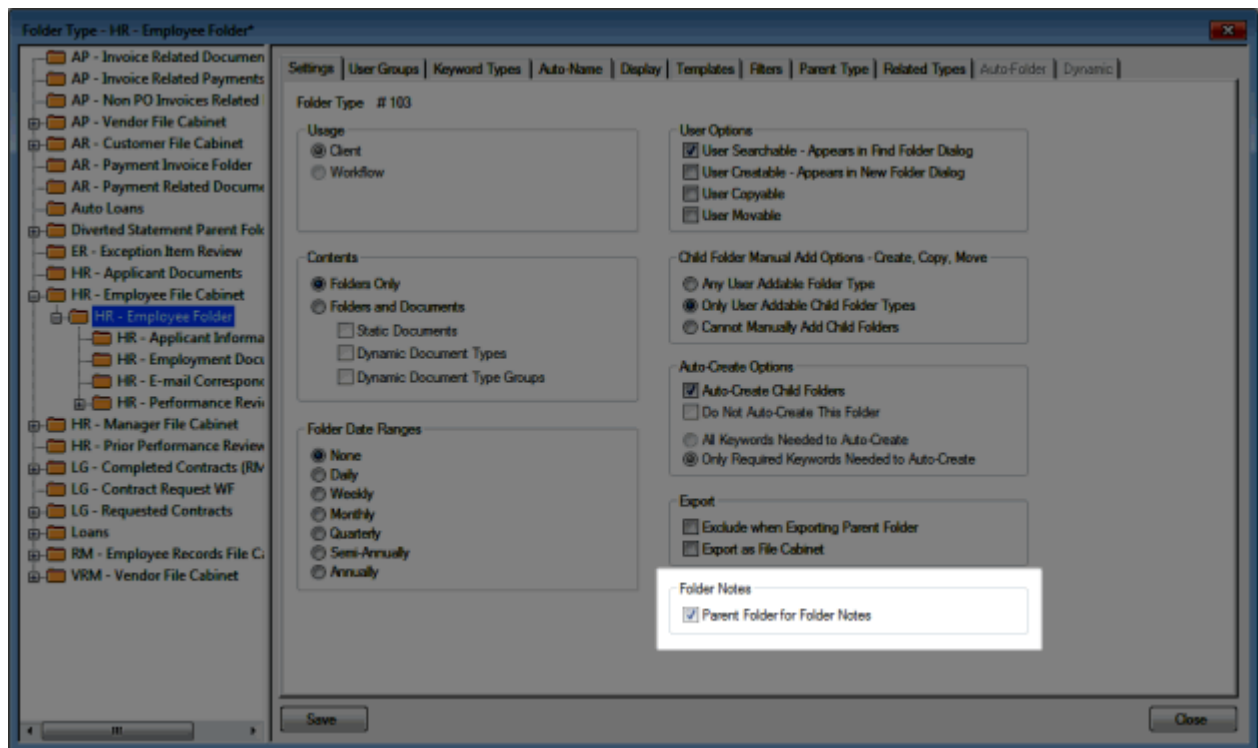 Folder Type - HR - Employee Folder*
AP - Invoice Related Documen
AP - Invoice Related Payments
AP - Non PO Invoices Related
AP - Vendor File Cabinet
AR - Customer File Cabinet
AR - Payment Invoice Folder
AR - Payment Related Docume
Auto Loans
Diverted Statement Parent Fok
ER - Exception Item Review
HR - Applicant Documents
HR - Employee File Cabinet
HR - Employee Folder
HR - Applicant Informa
HR - Employment Docu
HR - E-mail Correspond
HR - Performance Revi
HR - Manager File Cabinet
HR - Prior Performance Review
LG - Completed Contracts (RM
LG - Contract Request WF
LG - Requested Contracts
Loans
RM - Employee Records File Ca
VRM - Vendor File Cabinet
Settings User Groups Keyword Types Auto-Name Display Templates Filters Parent Type Related Types Auto-Folder Dynamic
Folder Type # 103
Usage
Client
Workflow
Contents
Folders Only
Folders and Documents
Static Documents
Dynamic Document Types
Dynamic Document Type Groups
Folder Date Ranges
None
Daily
Weekly
Monthly
Quarterly
Semi-Annually
Annually
User Options
User Searchable - Appears in Find Folder Dialog
User Creatable - Appears in New Folder Dialog
User Copyable
User Movable
Child Folder Manual Add Options - Create, Copy, Move
Any User Addable Folder Type
Only User Addable Child Folder Types
Cannot Manually Add Child Folders
Auto-Create Options
Auto-Create Child Folders
Do Not Auto-Create This Folder
All Keywords Needed to Auto-Create
Only Required Keywords Needed to Auto-Create
Export
Exclude when Exporting Parent Folder
Export as File Cabinet
Folder Notes
Parent Folder for Folder Notes
Save
Close